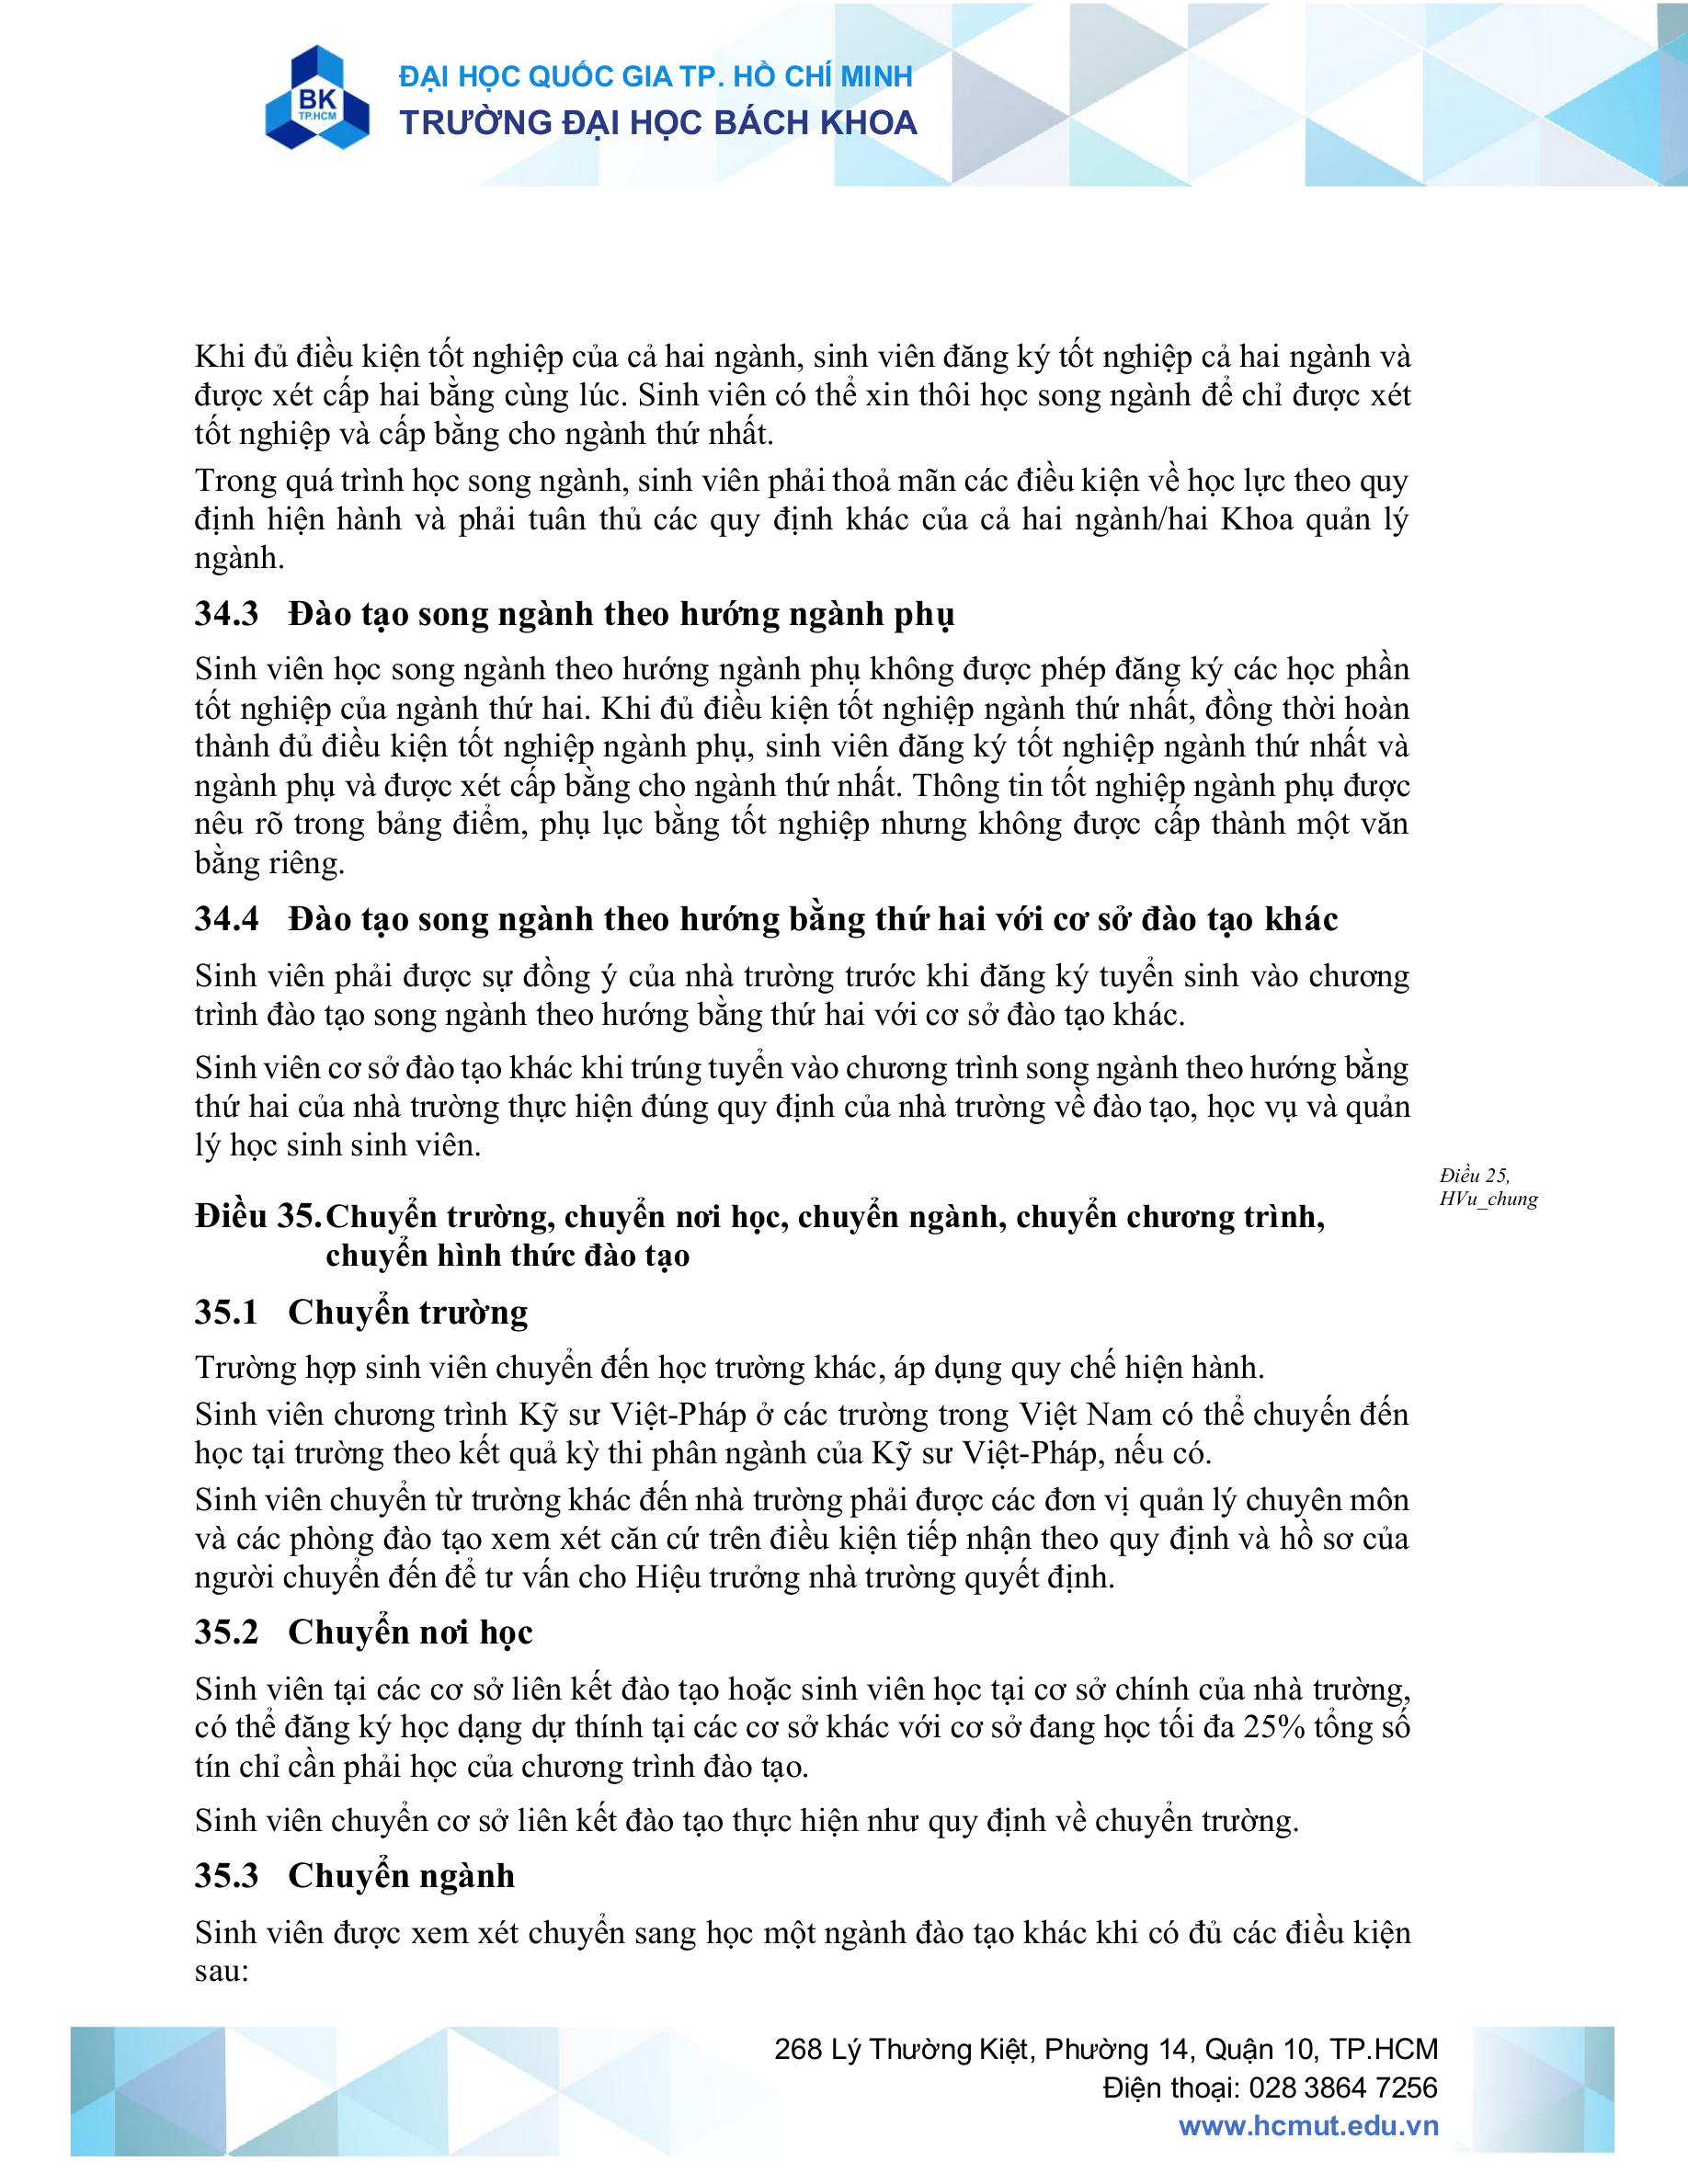 BK
TP.HCM
ĐẠI HỌC QUỐC GIA TP. HỒ CHÍ MINH
TRƯỜNG ĐẠI HỌC BÁCH KHOA
Khi đủ điều kiện tốt nghiệp của cả hai ngành, sinh viên đăng ký tốt nghiệp cả hai ngành và
được xét cấp hai bằng cùng lúc. Sinh viên có thể xin thôi học song ngành để chỉ được xét
tốt nghiệp và cấp bằng cho ngành thứ nhất.
Trong quá trình học song ngành, sinh viên phải thoả mãn các điều kiện về học lực theo quy
định hiện hành và phải tuân thủ các quy định khác của cả hai ngành/hai Khoa quản lý
ngành.
34.3 Đào tạo song ngành theo hướng ngành phụ
Sinh viên học song ngành theo hướng ngành phụ không được phép đăng ký các học phần
tốt nghiệp của ngành thứ hai. Khi đủ điều kiện tốt nghiệp ngành thứ nhất, đồng thời hoàn
thành đủ điều kiện tốt nghiệp ngành phụ, sinh viên đăng ký tốt nghiệp ngành thứ nhất và
ngành phụ và được xét cấp bằng cho ngành thứ nhất. Thông tin tốt nghiệp ngành phụ được
nêu rõ trong bảng điểm, phụ lục bằng tốt nghiệp nhưng không được cấp thành một văn
bằng riêng.
34.4 Đào tạo song ngành theo hướng bằng thứ hai với cơ sở đào tạo khác
Sinh viên phải được sự đồng ý của nhà trường trước khi đăng ký tuyển sinh vào chương
trình đào tạo song ngành theo hướng bằng thứ hai với cơ sở đào tạo khác.
Sinh viên cơ sở đào tạo khác khi trúng tuyển vào chương trình song ngành theo hướng bằng
thứ hai của nhà trường thực hiện đúng quy định của nhà trường về đào tạo, học vụ và quản
lý học sinh sinh viên.
Điều 25,
HVu_chung
Điều 35. Chuyển trường, chuyển nơi học, chuyển ngành, chuyển chương trình,
chuyển hình thức đào tạo
35.1 Chuyển trường
Trường hợp sinh viên chuyển đến học trường khác, áp dụng quy chế hiện hành.
Sinh viên chương trình Kỹ sư Việt-Pháp ở các trường trong Việt Nam có thể chuyến đến
học tại trường theo kết quả kỳ thi phân ngành của Kỹ sư Việt-Pháp, nếu có.
Sinh viên chuyển từ trường khác đến nhà trường phải được các đơn vị quản lý chuyên môn
và các phòng đào tạo xem xét căn cứ trên điều kiện tiếp nhận theo quy định và hồ sơ của
người chuyển đến để tư vấn cho Hiệu trưởng nhà trường quyết định.
35.2 Chuyển nơi học
Sinh viên tại các cơ sở liên kết đào tạo hoặc sinh viên học tại cơ sở chính của nhà trường,
có thể đăng ký học dạng dự thính tại các cơ sở khác với cơ sở đang học tối đa 25% tổng số
tín chỉ cần phải học của chương trình đào tạo.
Sinh viên chuyển cơ sở liên kết đào tạo thực hiện như quy định về chuyển trường.
35.3 Chuyển ngành
Sinh viên được xem xét chuyển sang học một ngành đào tạo khác khi có đủ các điều kiện
sau:
268 Lý Thường Kiệt, Phường 14, Quận 10, TP.HCM
Điện thoại: 028 3864 7256
www.hcmut.edu.vn